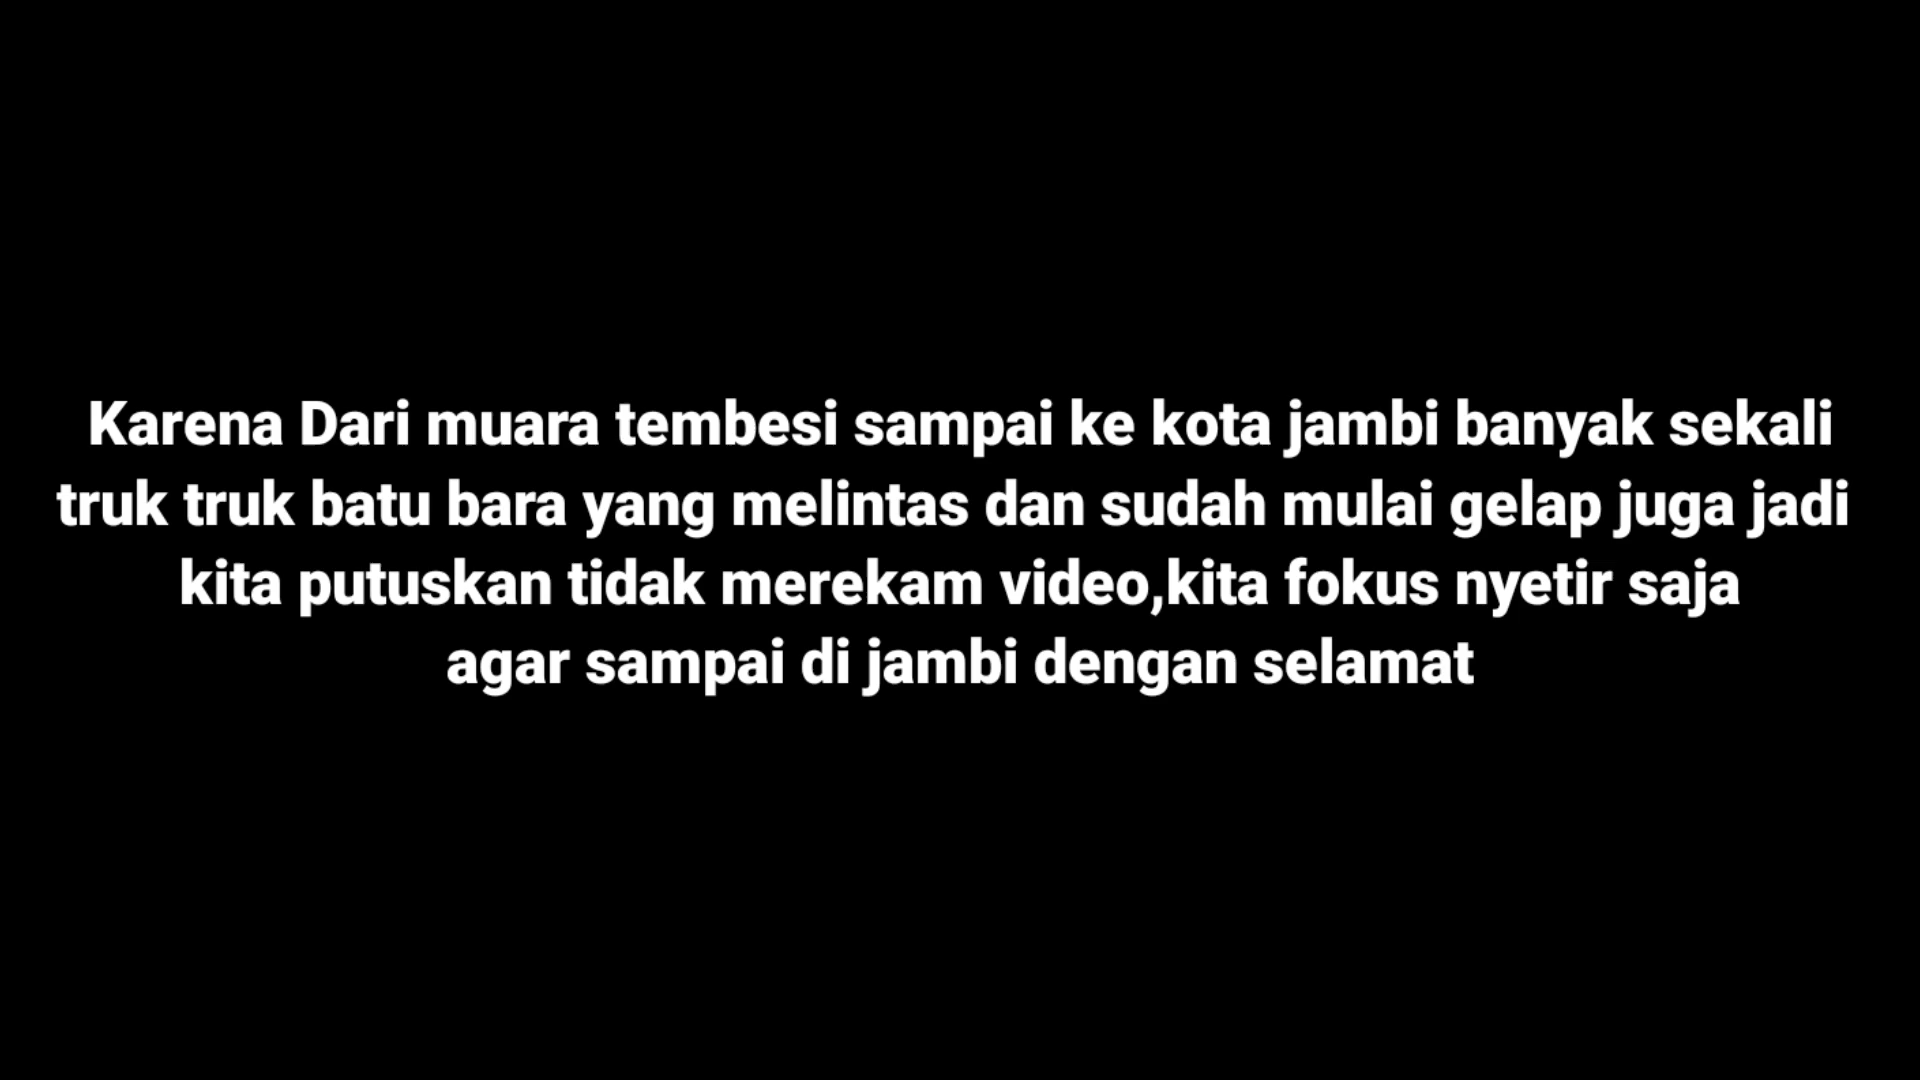 Karena Dari muara tembesi sampai ke kota jambi banyak sekali
truk truk batu bara yang melintas dan sudah mulai gelap juga jadi
kita putuskan tidak merekam video,kita fokus nyetir saja
agar sampai di jambi dengan selamat